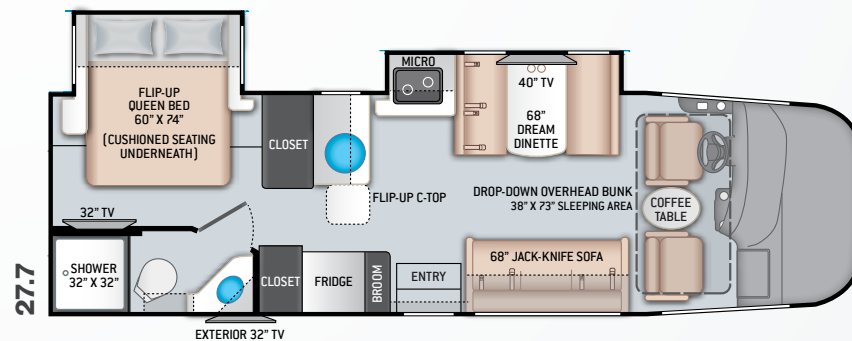 MICRO
40" TV
68"
DREAM
DINETTE
FLIP-UP
QUEEN BED
60" X 74"
(CUSHIONED SEATING
UNDERNEATH)
CLOSET
FLIP-UP C-TOP
DROP-DOWN OVERHEAD BUNK
38" X 73" SLEEPING AREA
COFFEE
TABLE
32" TV
SHOWER
32" X 32"
CLOSET
FRIDGE
BROOM
ENTRY
68" JACK-KNIFE SOFA
EXTERIOR 32" TV
27.7